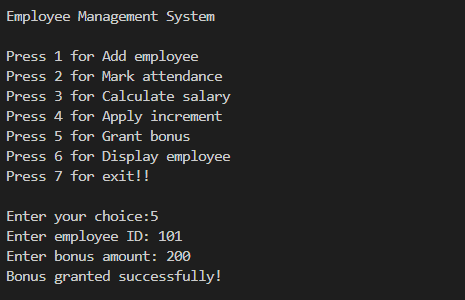 Employee Management System
Press 1 for Add employee
Press 2 for Mark attendance
Press 3 for Calculate salary
Press 4 for Apply increment
Press 5 for Grant bonus
Press 6 for Display employee
Press 7 for exit!!
Enter your choice:5
Enter employee ID: 101
Enter bonus amount: 200
Bonus granted successfully!